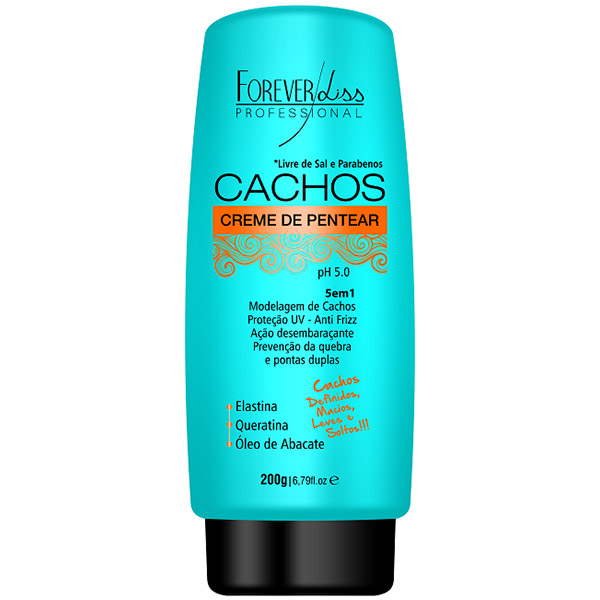 FOREVER liss
PROFESSIONAL
*Livre de Sal e Parabenos
CACHOS
CREME DE PENTEAR
pH 5.0
5em1
Modelagem de Cachos
Proteção UV - Anti Frizz
Ação desembaraçante
Prevenção da quebra
e pontas duplas
Cachos
Definidos,
Macios,
Leves e
Soltos!!!
Elastina
Queratina
Óleo de Abacate
200g|6,79fl.oz ℮